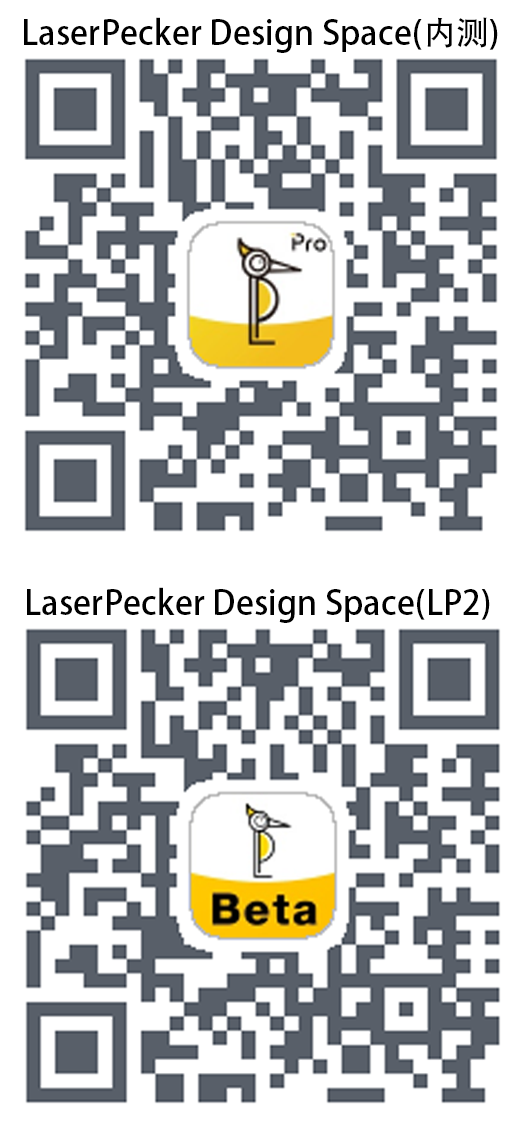 LaserPecker Design Space(内测)
Pro
LaserPecker Design Space(LP2)
Beta